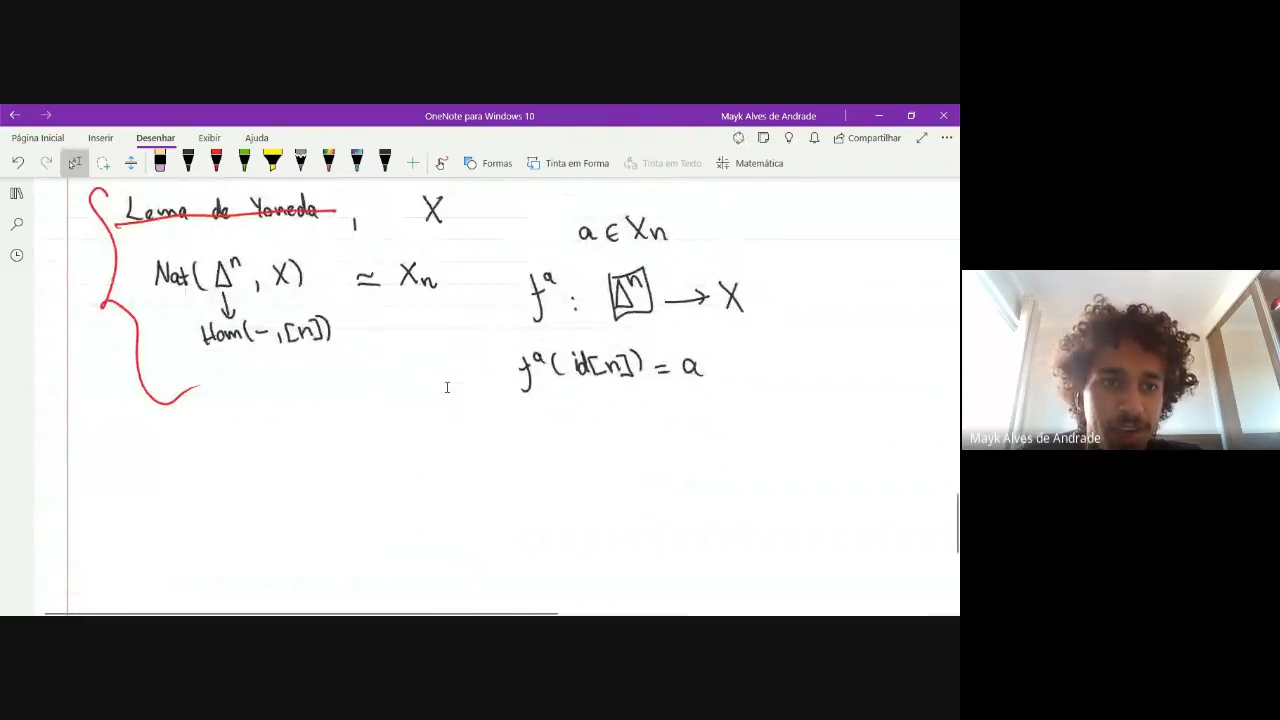 OneNote para Windows 10
Mayk Alves de Andrade
Página Inicial Inserir Desenhar Exibir Ajuda
Compartilhar
Formas Tinta em Forma Tinta em Texto Matemática
Lema de Yoneda , X
a ∈ Xn
Nat( Δⁿ , X) ≃ Xn
fᵃ : Δⁿ → X
↓
Hom(-,[n])
fᵃ( id[n]) = a
Mayk Alves de Andrade